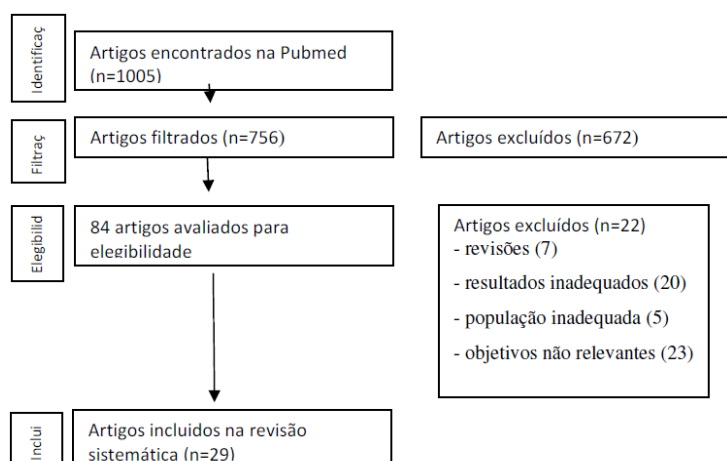 Identificaç
Artigos encontrados na Pubmed
(n=1005)
Filtraç
Artigos filtrados (n=756)
Artigos excluídos (n=672)
Elegibilid
84 artigos avaliados para
elegibilidade
Artigos excluídos (n=22)
- revisões (7)
- resultados inadequados (20)
- população inadequada (5)
- objetivos não relevantes (23)
Inclui
Artigos incluidos na revisão
sistemática (n=29)